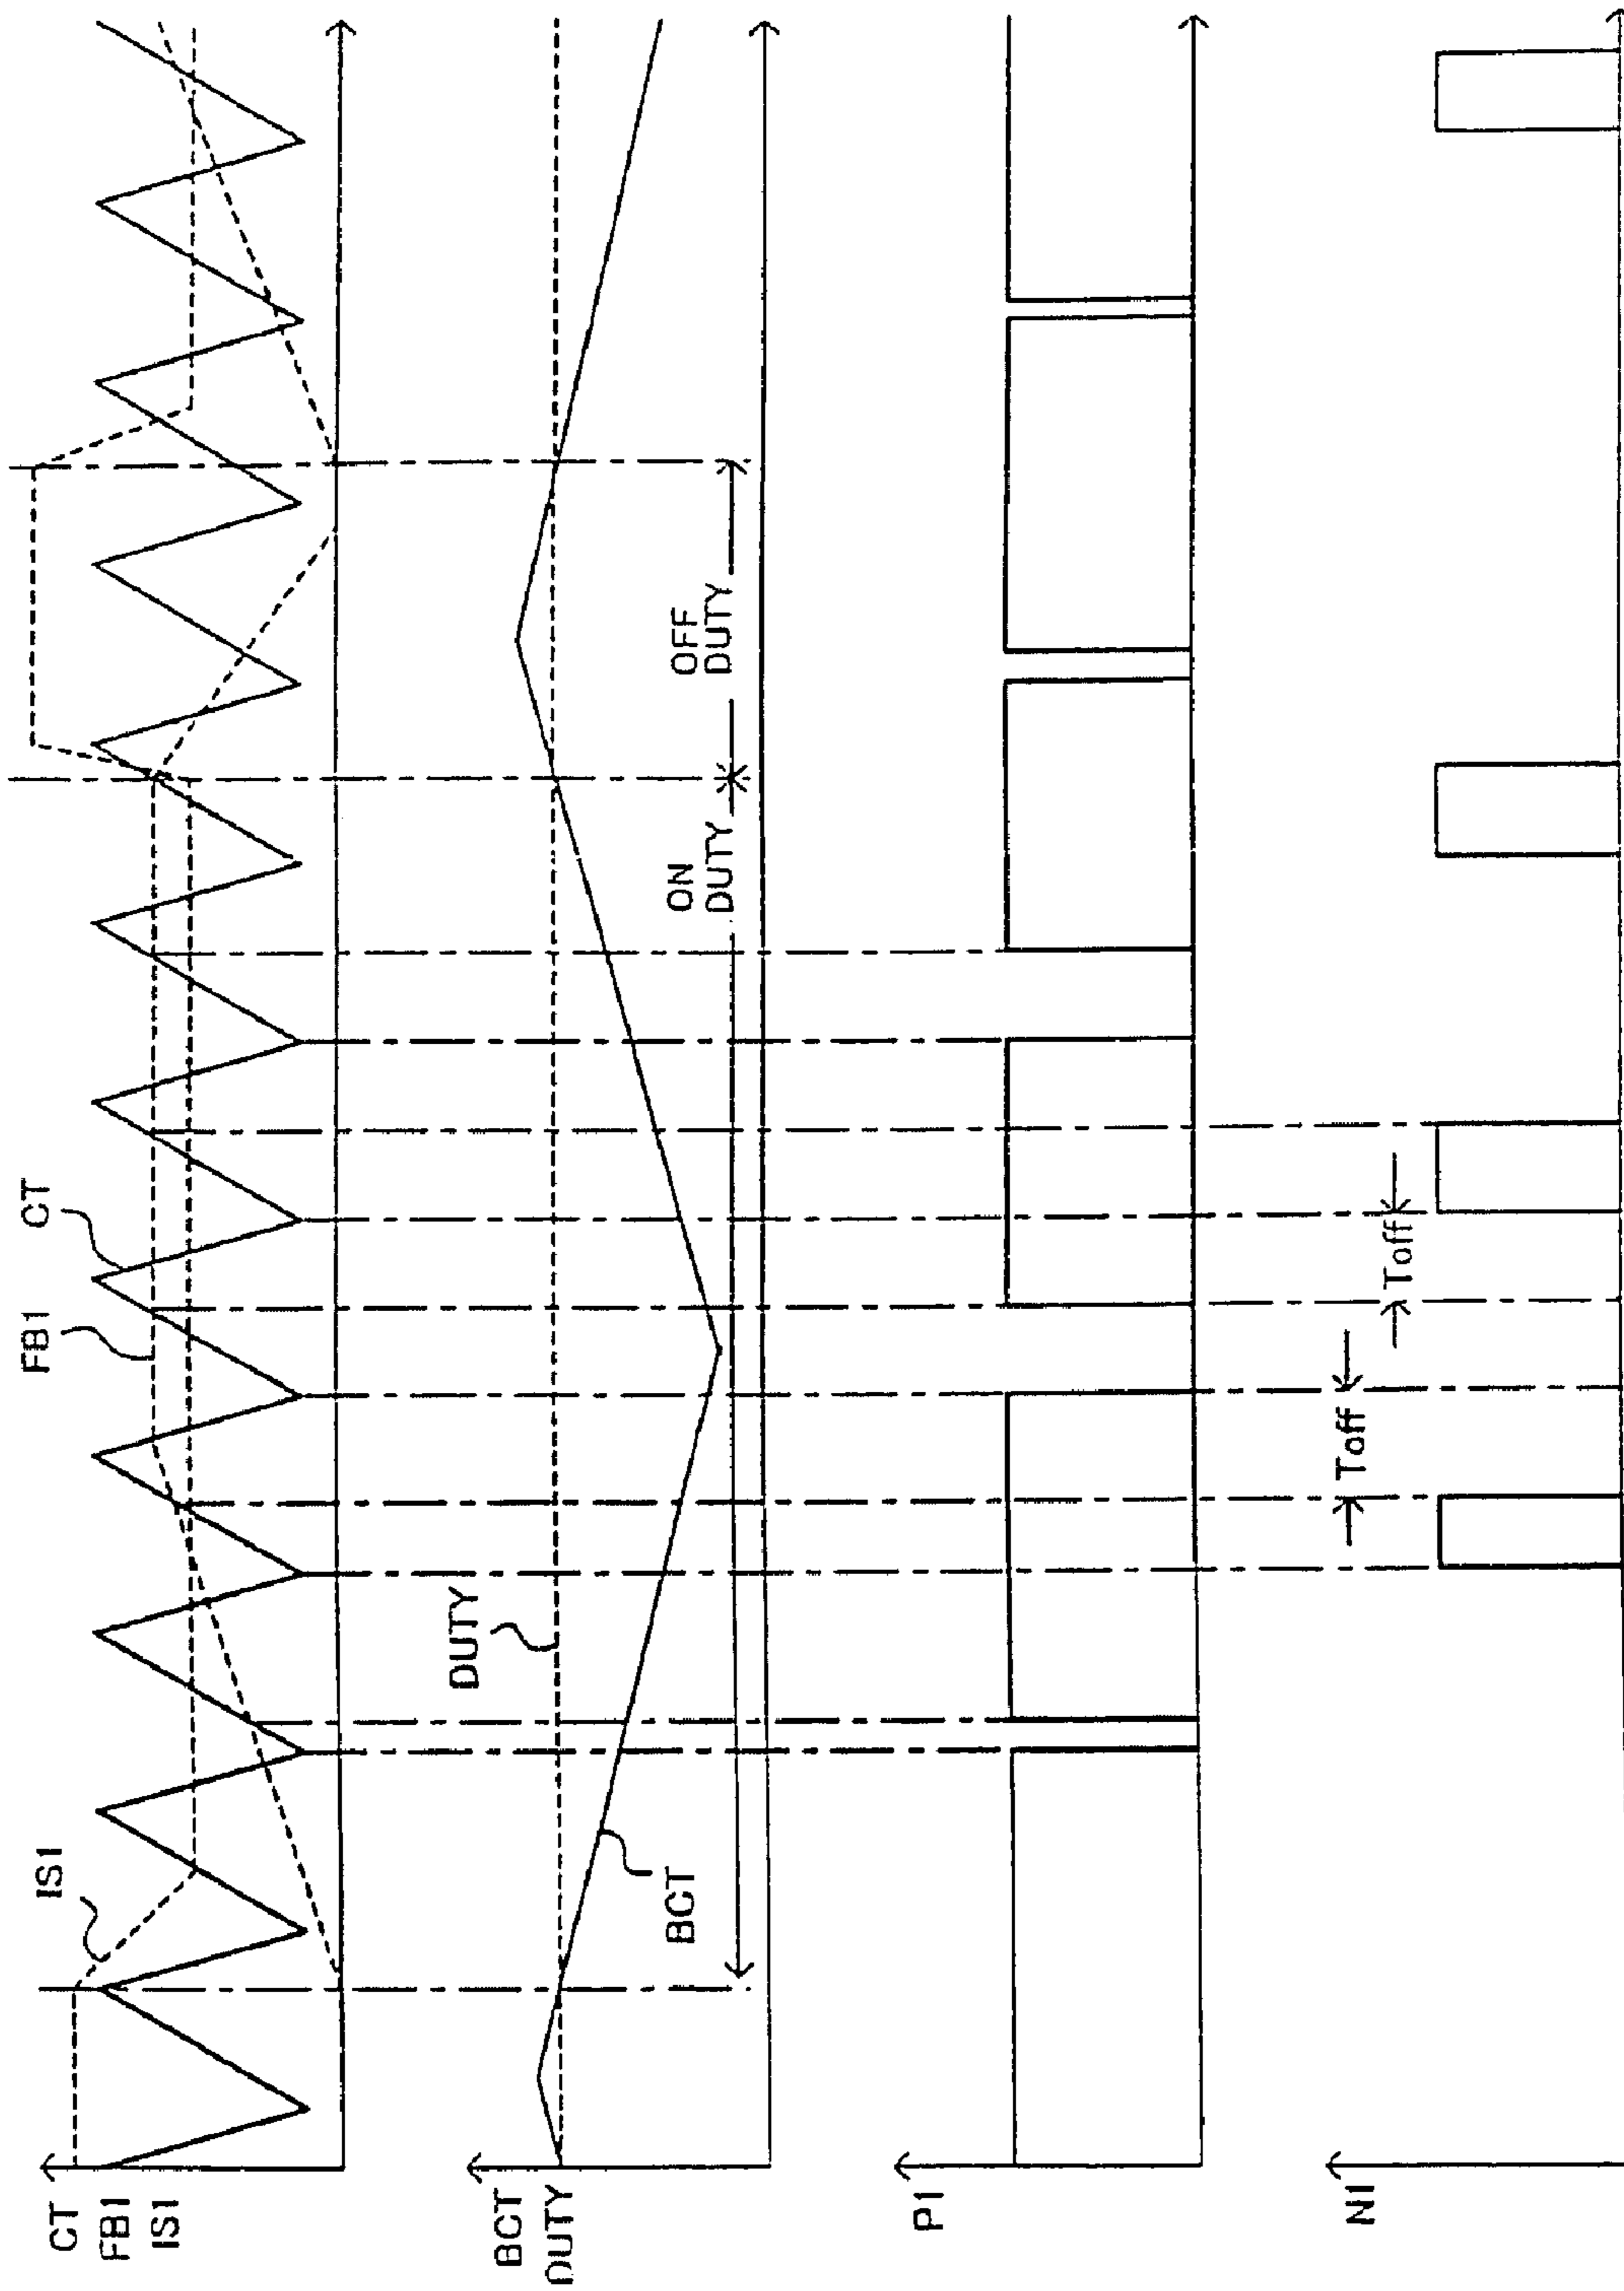 CT
FB1
IS1
IS1
FB1
CT
BCT
DUTY
BCT
DUTY
ON
DUTY
OFF
DUTY
P1
N1
Toff
Toff